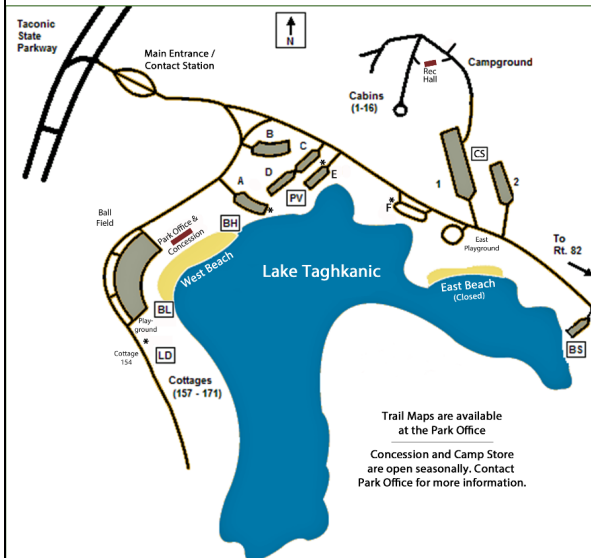 Taconic
State
Parkway
Main Entrance /
Contact Station
N
Campground
Rec
Hall
Cabins
(1-16)
B
C
CS
D
E
1
2
A
PV
*
*
F
*
Ball
Field
Park Office &
Concession
BH
East
Playground
To
Rt. 82
West Beach
Lake Taghkanic
East Beach
(Closed)
BL
Play-
ground
*
Cottage
154
LD
BS
Cottages
(157 - 171)
Trail Maps are available
at the Park Office
Concession and Camp Store
are open seasonally. Contact
Park Office for more information.